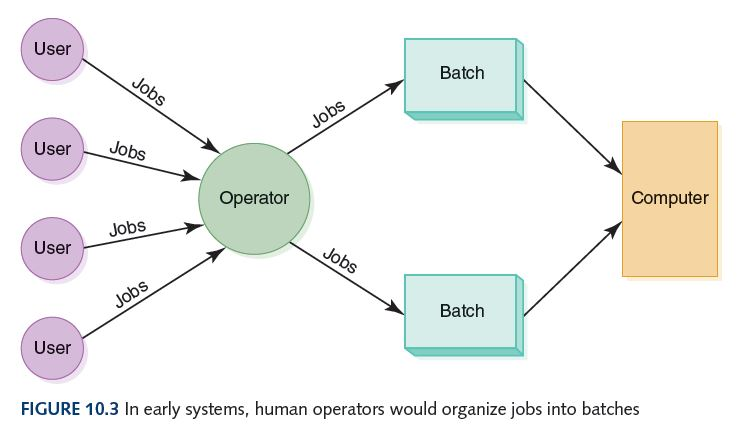 User
Jobs
User
Jobs
User
Jobs
User
Jobs
Operator
Jobs
Jobs
Batch
Batch
Computer
FIGURE 10.3 In early systems, human operators would organize jobs into batches